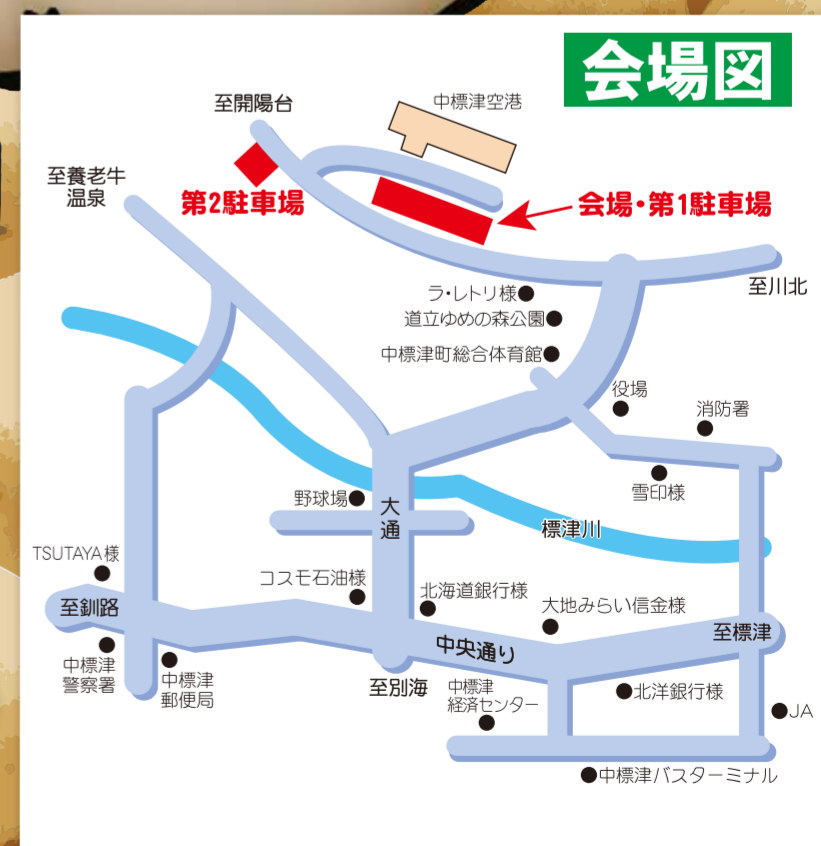 会場図
至開陽台
中標津空港
至養老牛
温泉
第2駐車場
会場・第1駐車場
至川北
ラ・レトリ様
道立ゆめの森公園
中標津町総合体育館
役場
消防署
雪印様
野球場
大通
標津川
TSUTAYA様
コスモ石油様
北海道銀行様
大地みらい信金様
至釧路
至標津
中央通り
中標津
警察署
中標津
郵便局
至別海
中標津
経済センター
北洋銀行様
JA
中標津バスターミナル